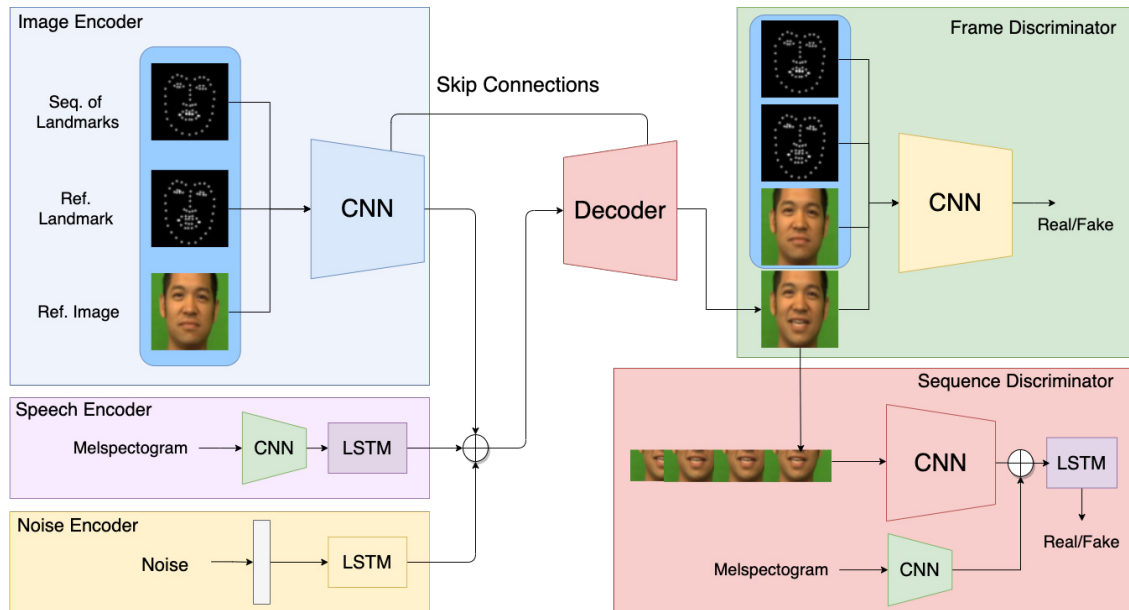 Image Encoder
Seq. of
Landmarks
Ref.
Landmark
Ref. Image
CNN
Skip Connections
Decoder
Frame Discriminator
CNN
Real/Fake
Speech Encoder
Melspectogram
CNN
LSTM
Noise Encoder
Noise
LSTM
Sequence Discriminator
CNN
LSTM
Real/Fake
Melspectogram
CNN